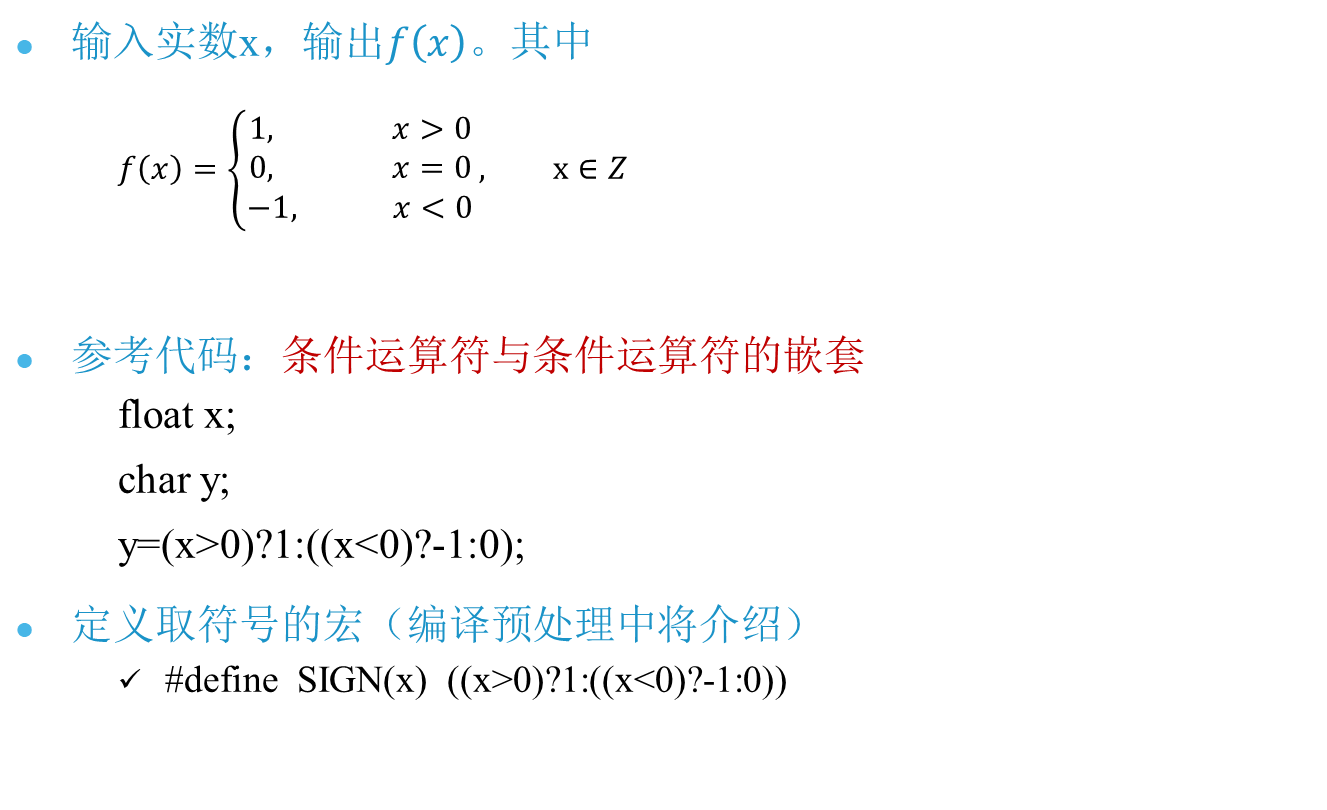 • 输入实数x，输出f(x)。其中
1, x > 0
f(x) = { 0, x = 0 , x ∈ Z
−1, x < 0
• 参考代码：条件运算符与条件运算符的嵌套
float x;
char y;
y=(x>0)?1:((x<0)?-1:0);
• 定义取符号的宏（编译预处理中将介绍）
✓ #define SIGN(x) ((x>0)?1:((x<0)?-1:0))